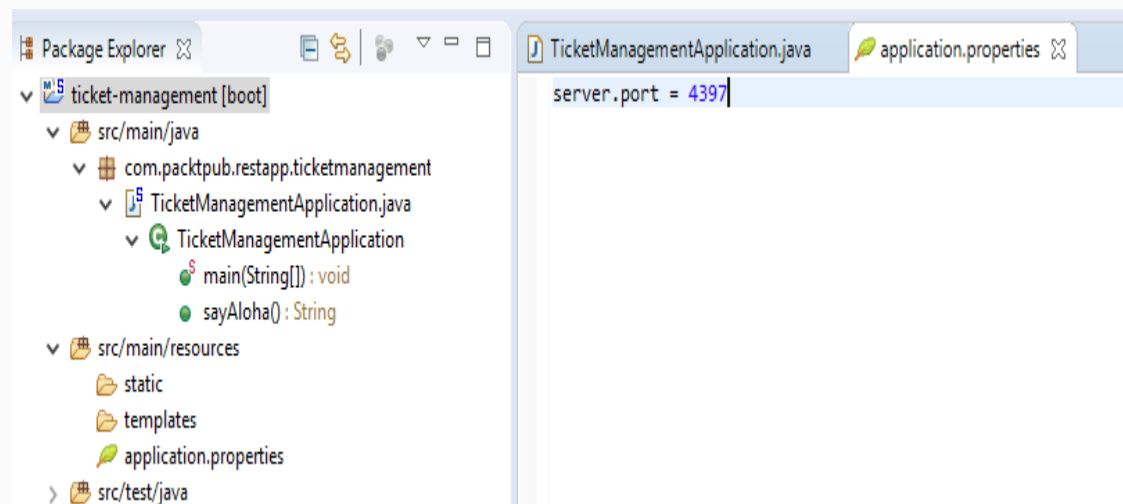 Package Explorer
ticket-management [boot]
src/main/java
com.packtpub.restapp.ticketmanagement
TicketManagementApplication.java
TicketManagementApplication
main(String[]) : void
sayAloha() : String
src/main/resources
static
templates
application.properties
src/test/java
TicketManagementApplication.java
application.properties
server.port = 4397